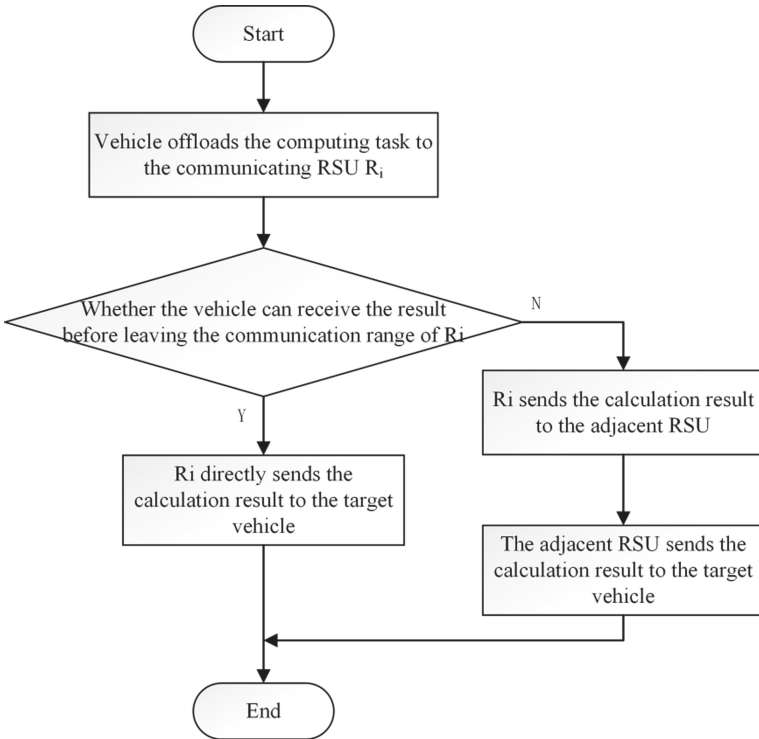 Start
Vehicle offloads the computing task to
the communicating RSU Rᵢ
Whether the vehicle can receive the result
before leaving the communication range of Ri
N
Y
Ri sends the calculation result
to the adjacent RSU
Ri directly sends the
calculation result to the target
vehicle
The adjacent RSU sends the
calculation result to the target
vehicle
End